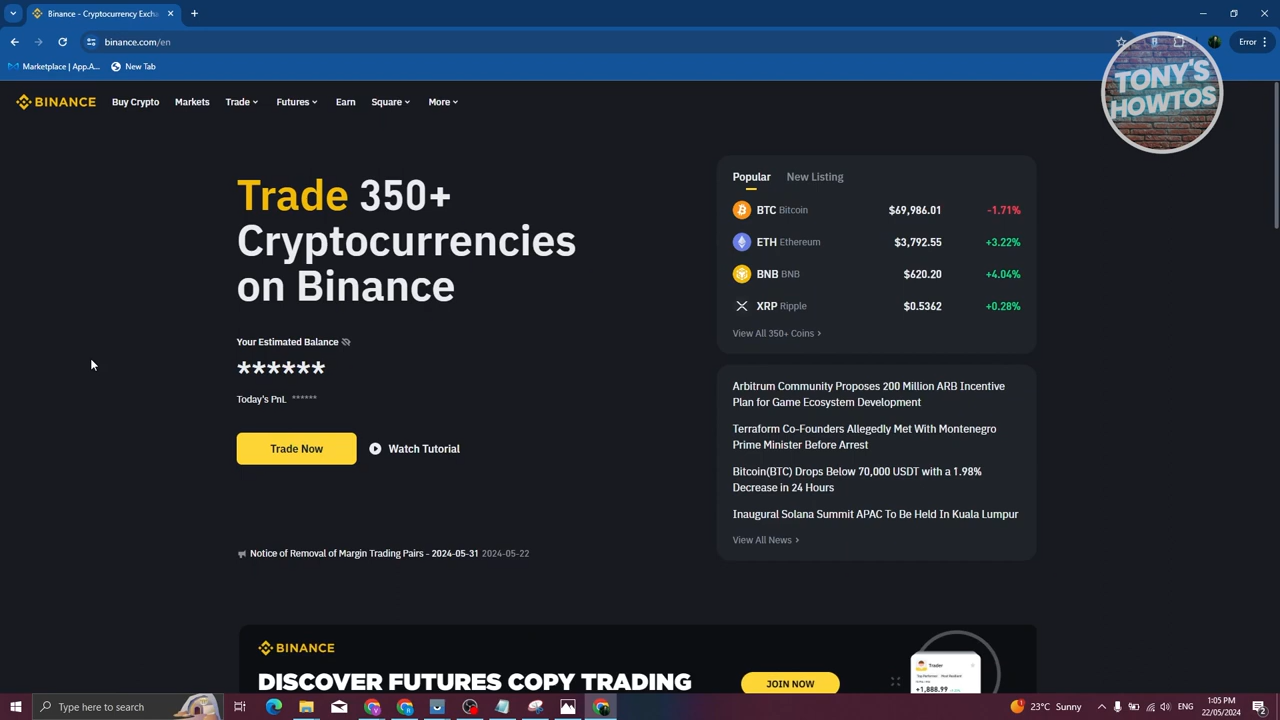 Binance - Cryptocurrency Excha
binance.com/en
Error
Marketplace | App.A...
New Tab
TONY'S
HOWTOS
BINANCE
Buy Crypto
Markets
Trade
Futures
Earn
Square
More
Trade 350+
Cryptocurrencies
on Binance
Your Estimated Balance
******
Today's PnL ******
Trade Now
Watch Tutorial
Notice of Removal of Margin Trading Pairs - 2024-05-31 2024-05-22
Popular
New Listing
BTC Bitcoin $69,986.01 -1.71%
ETH Ethereum $3,792.55 +3.22%
BNB BNB $620.20 +4.04%
XRP Ripple $0.5362 +0.28%
View All 350+ Coins >
Arbitrum Community Proposes 200 Million ARB Incentive
Plan for Game Ecosystem Development
Terraform Co-Founders Allegedly Met With Montenegro
Prime Minister Before Arrest
Bitcoin(BTC) Drops Below 70,000 USDT with a 1.98%
Decrease in 24 Hours
Inaugural Solana Summit APAC To Be Held In Kuala Lumpur
View All News >
BINANCE
DISCOVER FUTURES COPY TRADING
JOIN NOW
Trader
+1,888.99
Type here to search
23°C Sunny
ENG
1:05 PM
22/05/2024